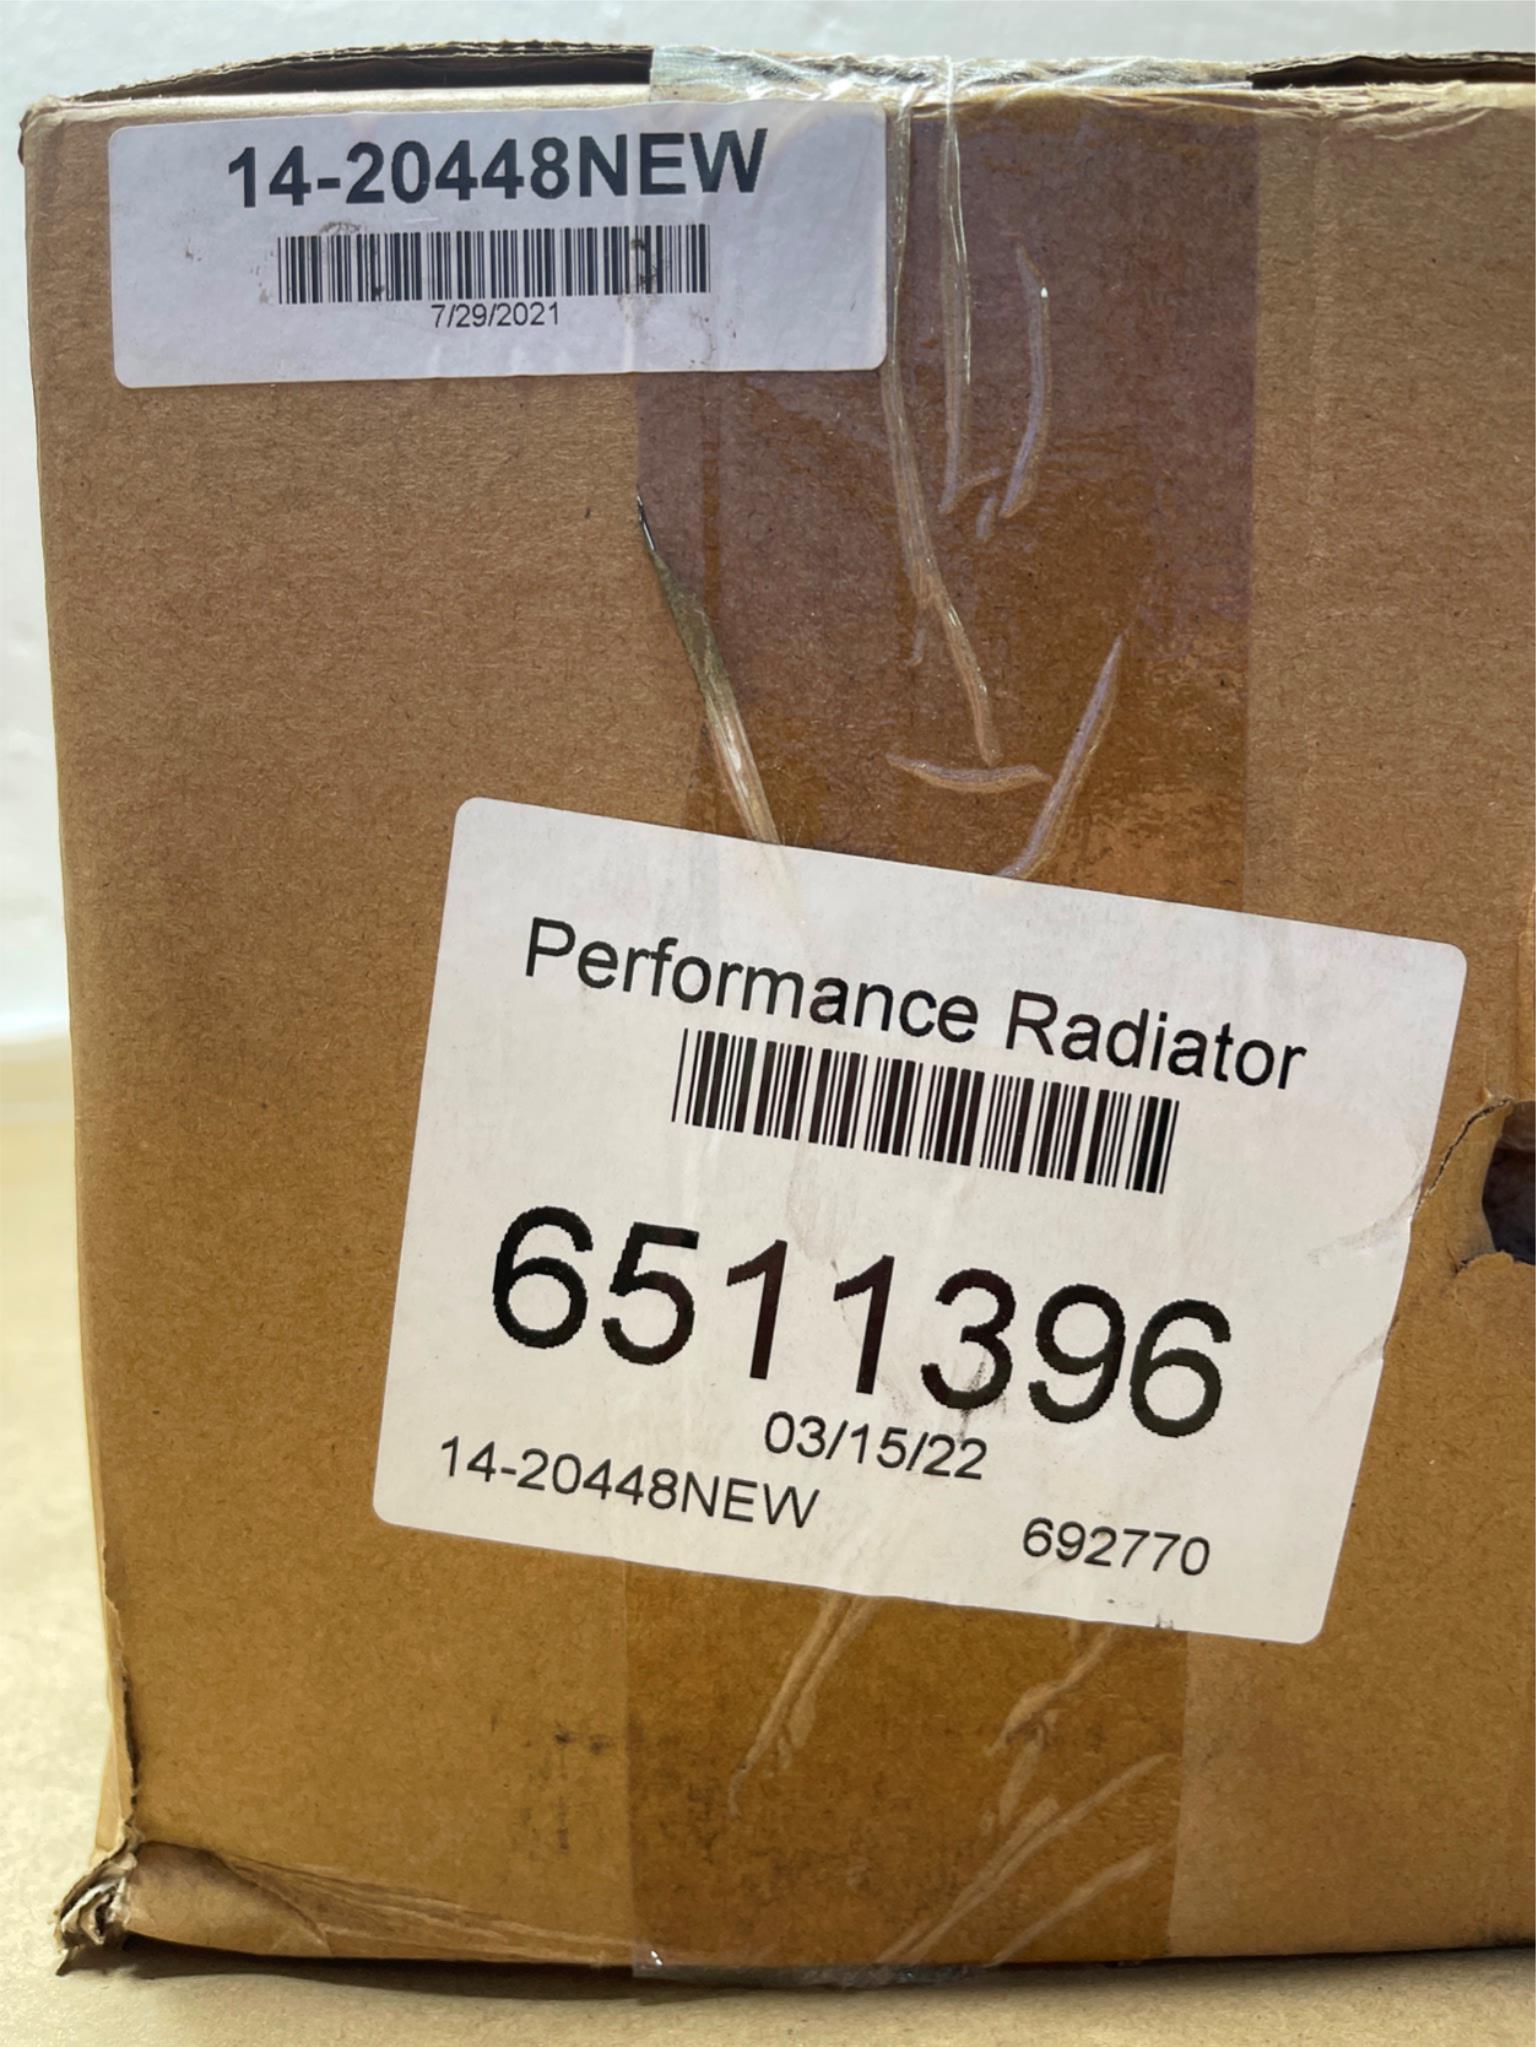 14-20448NEW
7/29/2021
Performance Radiator
6511396
03/15/22
14-20448NEW
692770